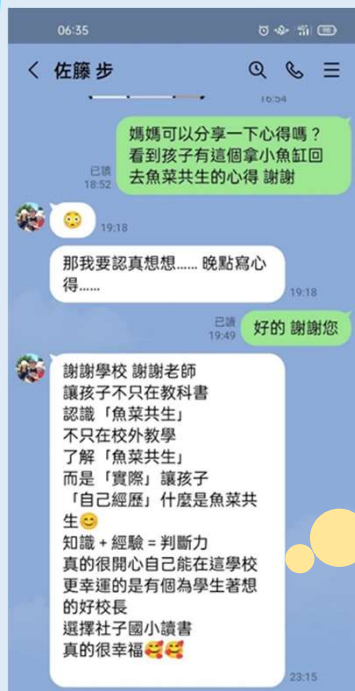 06:35
佐藤 步
16:54
媽媽可以分享一下心得嗎？
看到孩子有這個拿小魚缸回
去魚菜共生的心得 謝謝
已讀
18:52
19:18
那我要認真想想...... 晚點寫心
得......
19:18
已讀
19:49
好的 謝謝您
謝謝學校 謝謝老師
讓孩子不只在教科書
認識「魚菜共生」
不只在校外教學
了解「魚菜共生」
而是「實際」讓孩子
「自己經歷」什麼是魚菜共
生😊
知識 + 經驗 = 判斷力
真的很開心自己能在這學校
更幸運的是有個為學生著想
的好校長
選擇社子國小讀書
真的很幸福🥰🥰
23:15